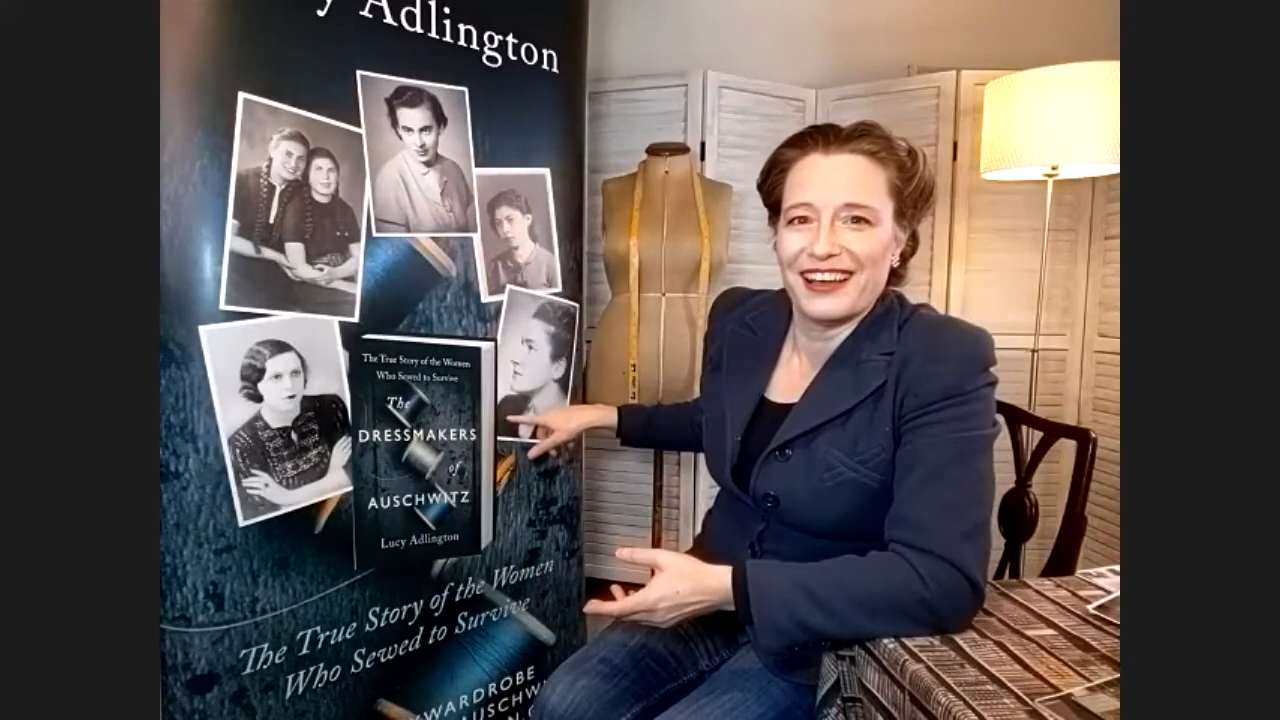 Adlington
The True Story of the Women
Who Sewed to Survive
The
DRESSMAKERS
of
AUSCHWITZ
Lucy Adlington
The True Story of the Women
Who Sewed to Survive
WARDROBE